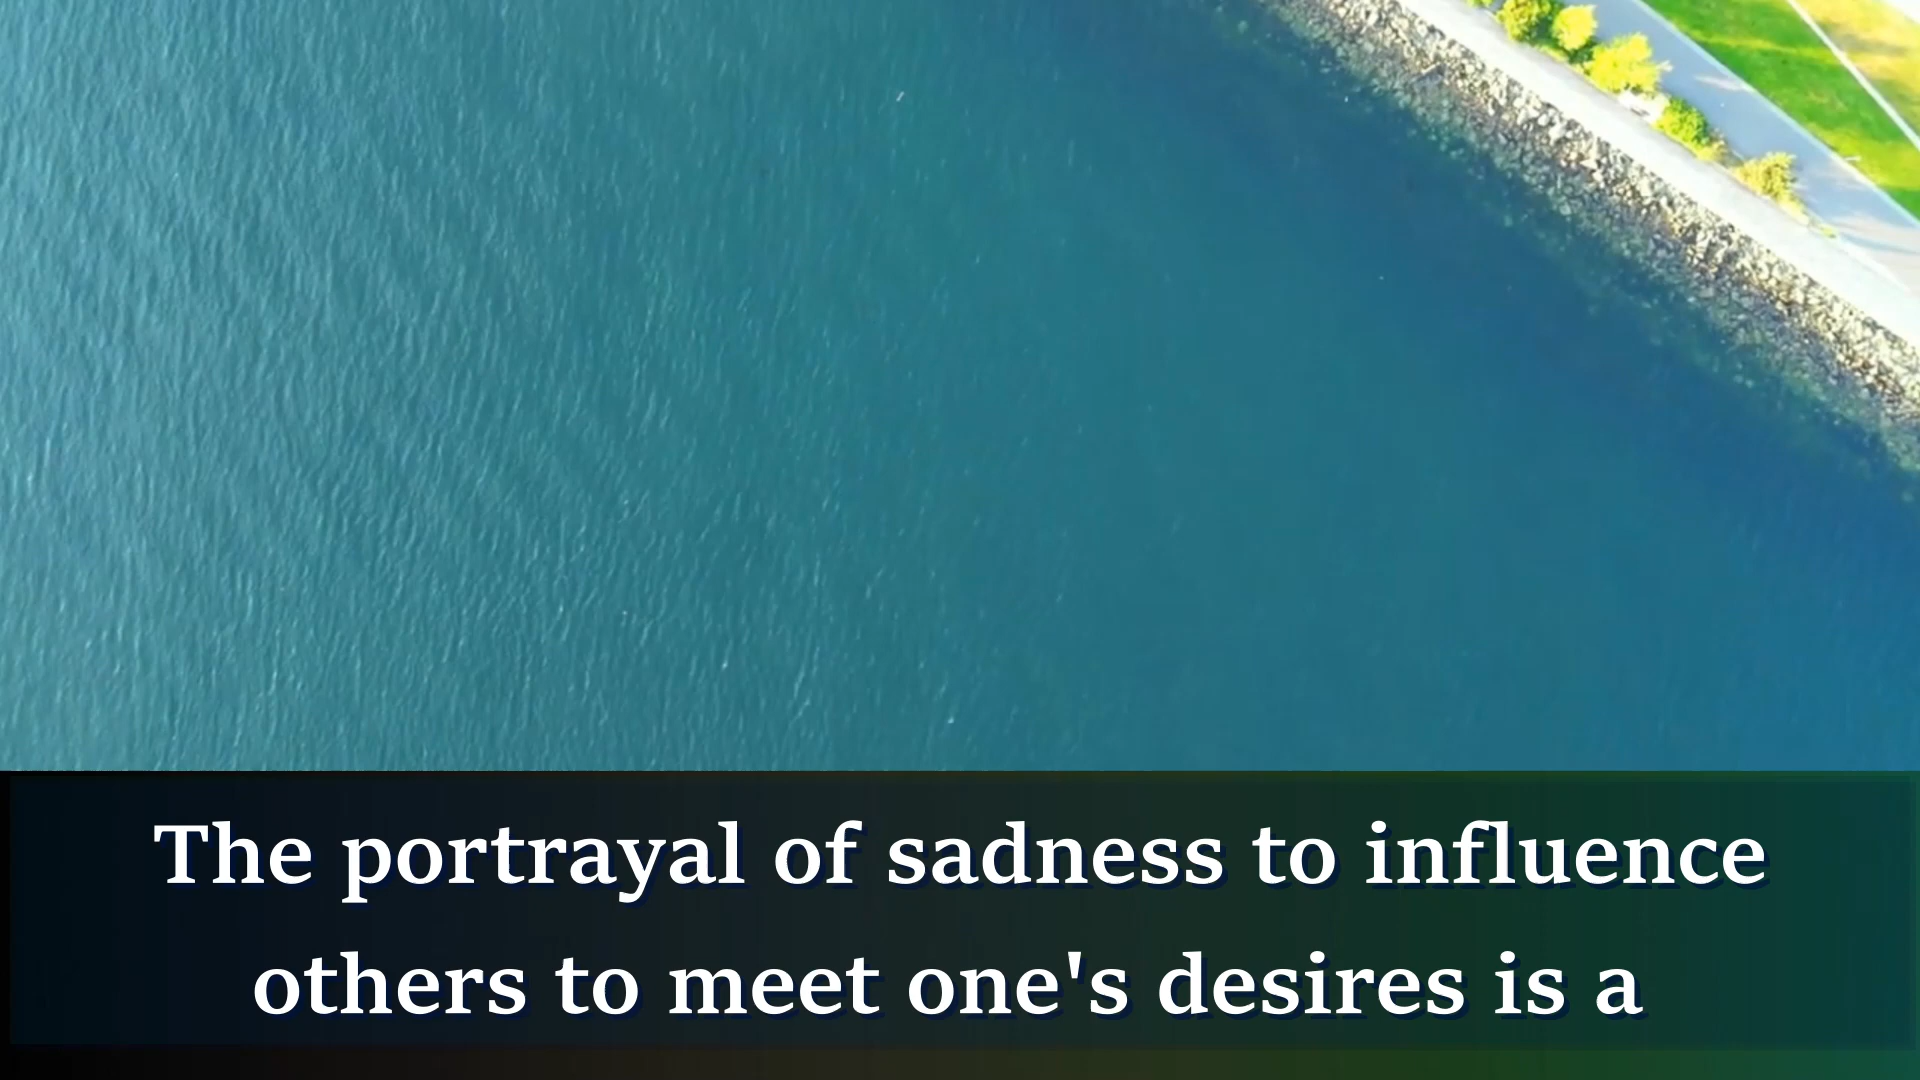 The portrayal of sadness to influence
others to meet one's desires is a